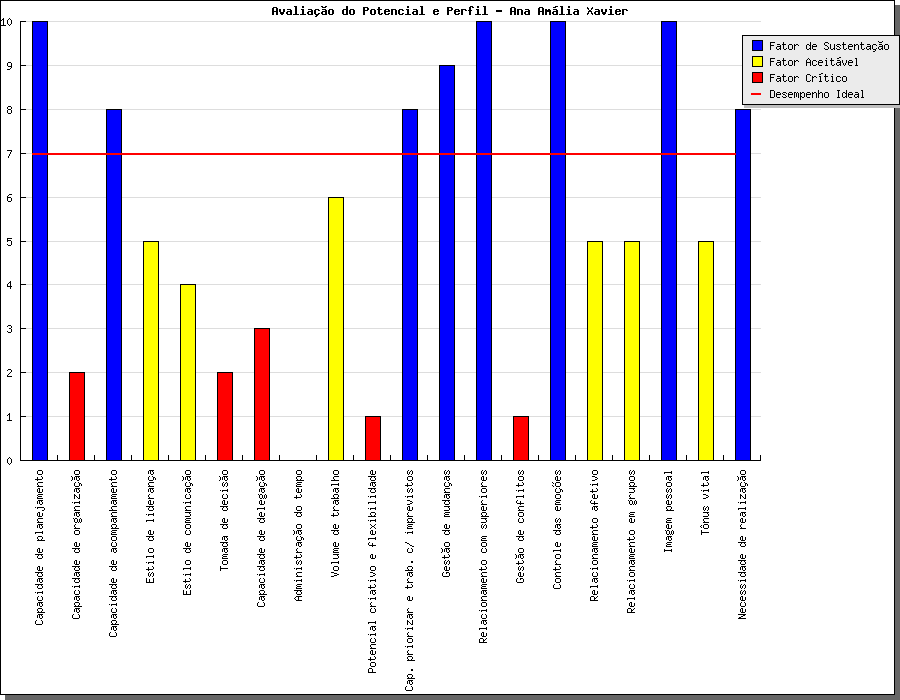 Avaliação do Potencial e Perfil - Ana Amália Xavier
Fator de Sustentação
Fator Aceitável
Fator Crítico
Desempenho Ideal
10
9
8
7
6
5
4
3
2
1
0
Capacidade de planejamento
Capacidade de organização
Capacidade de acompanhamento
Estilo de liderança
Estilo de comunicação
Tomada de decisão
Capacidade de delegação
Administração do tempo
Volume de trabalho
Potencial criativo e flexibilidade
Cap. priorizar e trab. c/ imprevistos
Gestão de mudanças
Relacionamento com superiores
Gestão de conflitos
Controle das emoções
Relacionamento afetivo
Relacionamento em grupos
Imagem pessoal
Tônus vital
Necessidade de realização